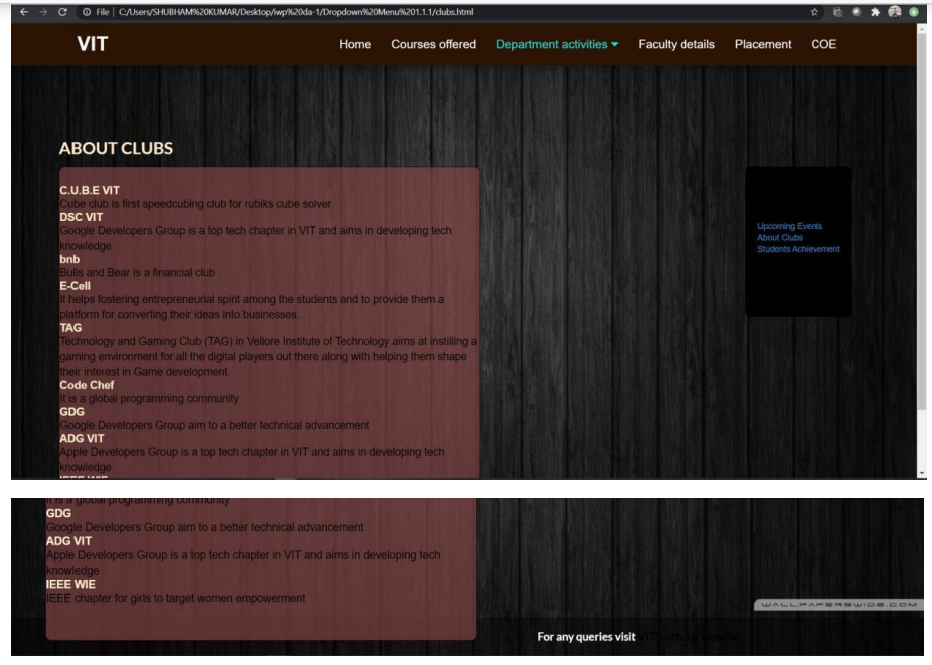 File | C:/Users/SHUBHAM%20KUMAR/Desktop/iwp%20da-1/Dropdown%20Menu%201.1.1/clubs.html
VIT Home Courses offered Department activities Faculty details Placement COE
ABOUT CLUBS
C.U.B.E VIT
Cube club is first speedcubing club for rubiks cube solver
DSC VIT
Google Developers Group is a top tech chapter in VIT and aims in developing tech
knowledge
bnb
Bulls and Bear is a financial club
E-Cell
It helps fostering entrepreneurial spirit among the students and to provide them a
platform for converting their ideas into businesses.
TAG
Technology and Gaming Club (TAG) in Vellore Institute of Technology aims at instilling a
gaming environment for all the digital players out there along with helping them shape
their interest in Game development.
Code Chef
It is a global programming community
GDG
Google Developers Group aim to a better technical advancement
ADG VIT
Apple Developers Group is a top tech chapter in VIT and aims in developing tech
knowledge
IEEE WIE
Upcoming Events
About Clubs
Students Achievement
It is a global programming community
GDG
Google Developers Group aim to a better technical advancement
ADG VIT
Apple Developers Group is a top tech chapter in VIT and aims in developing tech
knowledge
IEEE WIE
IEEE chapter for girls to target women empowerment
WALLPAPERSWIDE.COM
For any queries visit VIT's official website